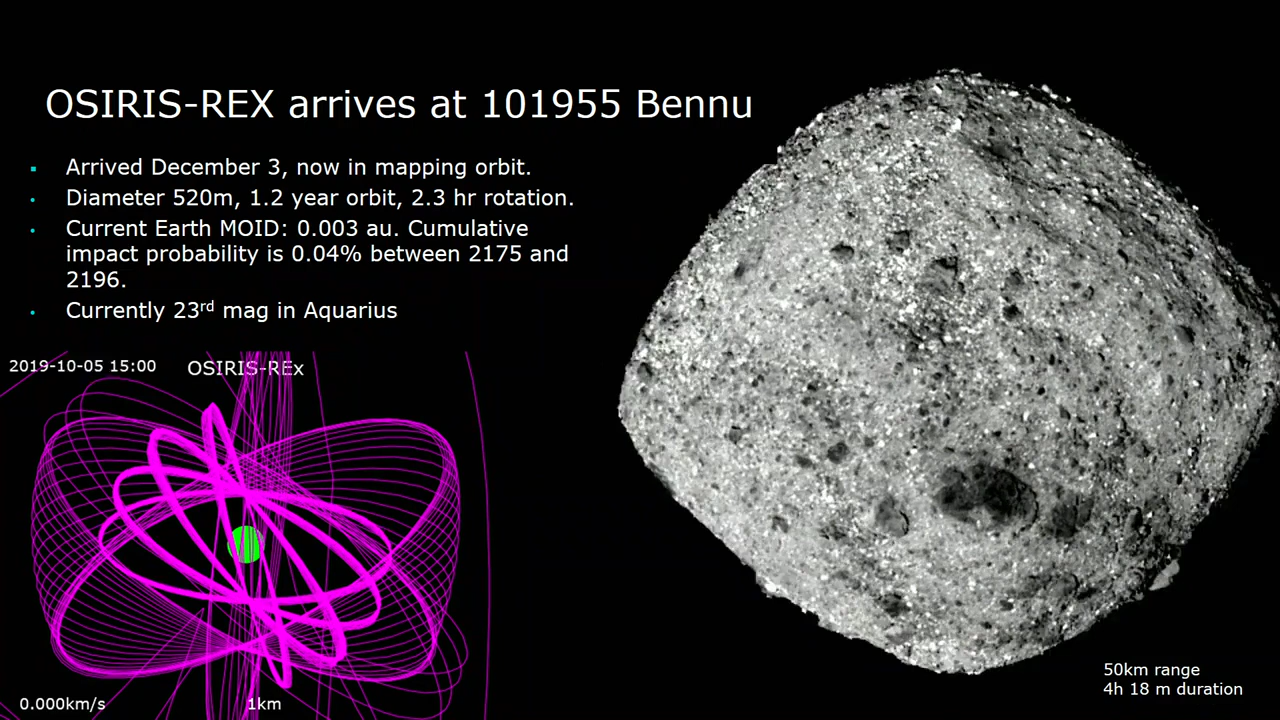 OSIRIS-REX arrives at 101955 Bennu
Arrived December 3, now in mapping orbit.
Diameter 520m, 1.2 year orbit, 2.3 hr rotation.
Current Earth MOID: 0.003 au. Cumulative
impact probability is 0.04% between 2175 and
2196.
Currently 23rd mag in Aquarius
2019-10-05 15:00
OSIRIS-REx
0.000km/s
1km
50km range
4h 18 m duration